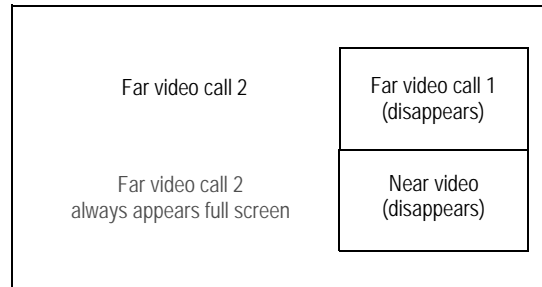 Far video call 2
Far video call 1
(disappears)
Far video call 2
always appears full screen
Near video
(disappears)